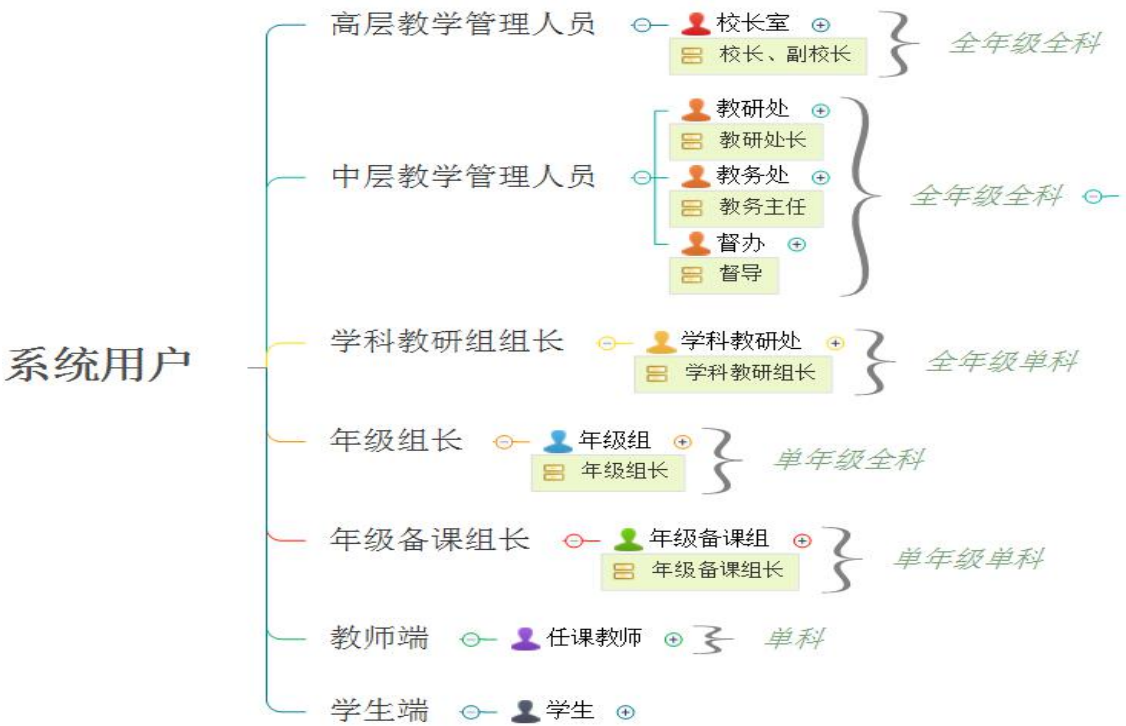 高层教学管理人员
校长室
校长、副校长
全年级全科
中层教学管理人员
教研处
教研处长
教务处
教务主任
督办
督导
全年级全科
系统用户
学科教研组组长
学科教研处
学科教研组长
全年级单科
年级组长
年级组
年级组长
单年级全科
年级备课组长
年级备课组
年级备课组长
单年级单科
教师端
任课教师
单科
学生端
学生